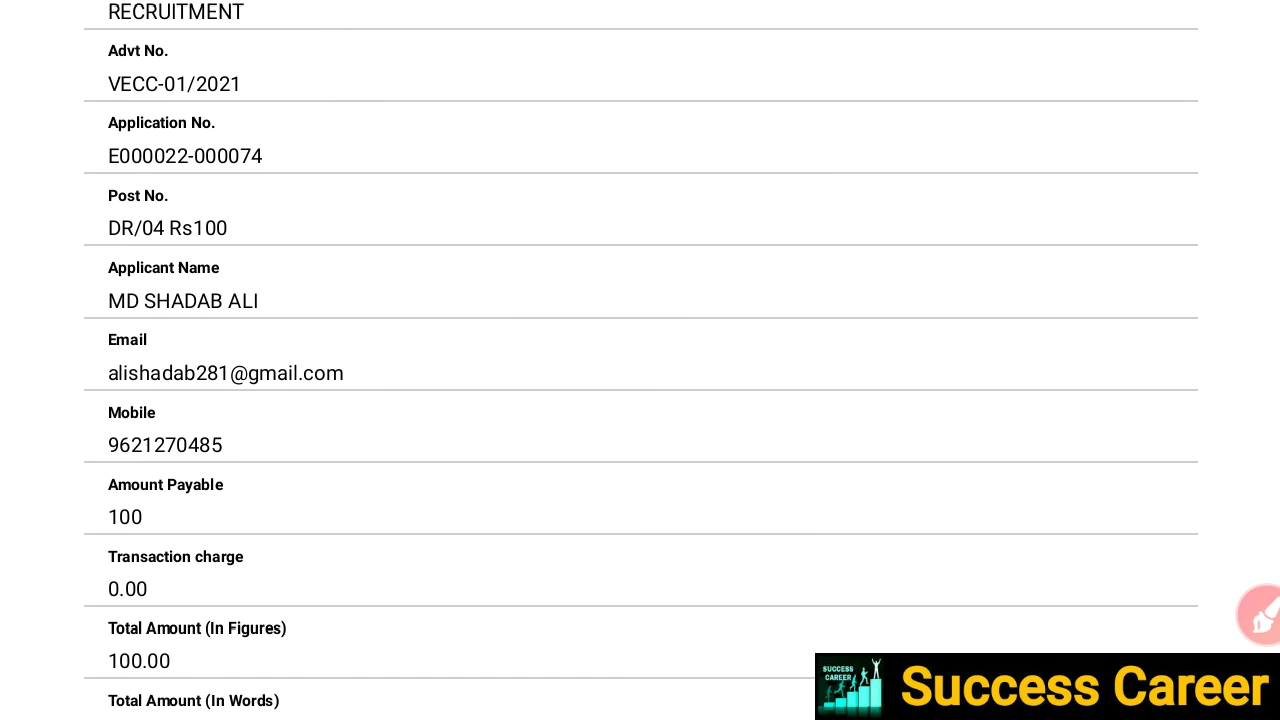 RECRUITMENT
Advt No.
VECC-01/2021
Application No.
E000022-000074
Post No.
DR/04 Rs100
Applicant Name
MD SHADAB ALI
Email
alishadab281@gmail.com
Mobile
9621270485
Amount Payable
100
Transaction charge
0.00
Total Amount (In Figures)
100.00
Total Amount (In Words)
SUCCESS
CAREER
Success Career